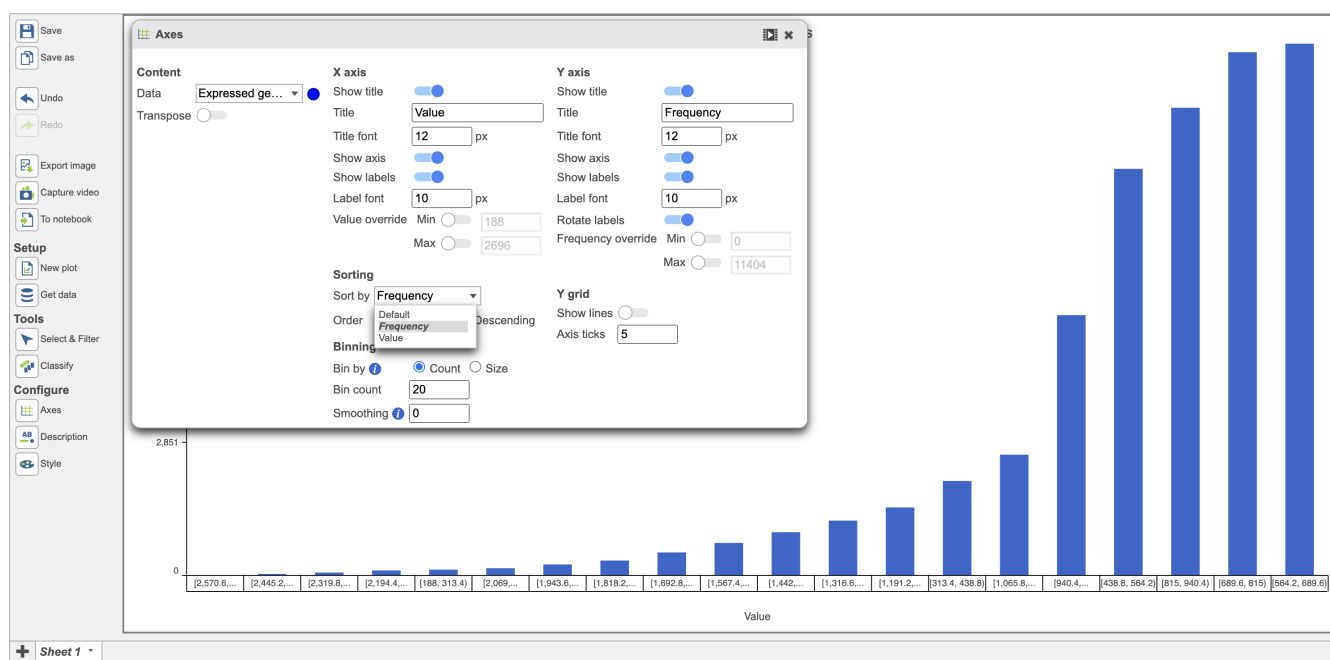 Save
Save as
Undo
Redo
Export image
Capture video
To notebook
Setup
New plot
Get data
Tools
Select & Filter
Classify
Configure
Axes
AB
Description
Style
Axes
s
Content
Data
Expressed ge...
Transpose
X axis
Show title
Title
Value
Title font
12
px
Show axis
Show labels
Label font
10
px
Value override
Min
188
Max
2696
Sorting
Sort by
Frequency
Default
Frequency
Value
Order
Descending
Binning
Bin by
i
Count
Size
Bin count
20
Smoothing
i
0
Y axis
Show title
Title
Frequency
Title font
12
px
Show axis
Show labels
Label font
10
px
Rotate labels
Frequency override
Min
0
Max
11404
Y grid
Show lines
Axis ticks
5
2,851
0
[2,570.6,...
[2,445.2,...
[2,319.8,...
[2,194.4,...
[188, 313.4)
[2,069,...
[1,943.6,...
[1,818.2,...
[1,692.8,...
[1,567.4,...
[1,442,...
[1,316.6,...
[1,191.2,...
[313.4, 438.8)
[1,065.8,...
[940.4,...
[438.8, 564.2)
[815, 940.4)
[689.6, 815)
[564.2, 689.6)
Value
Sheet 1